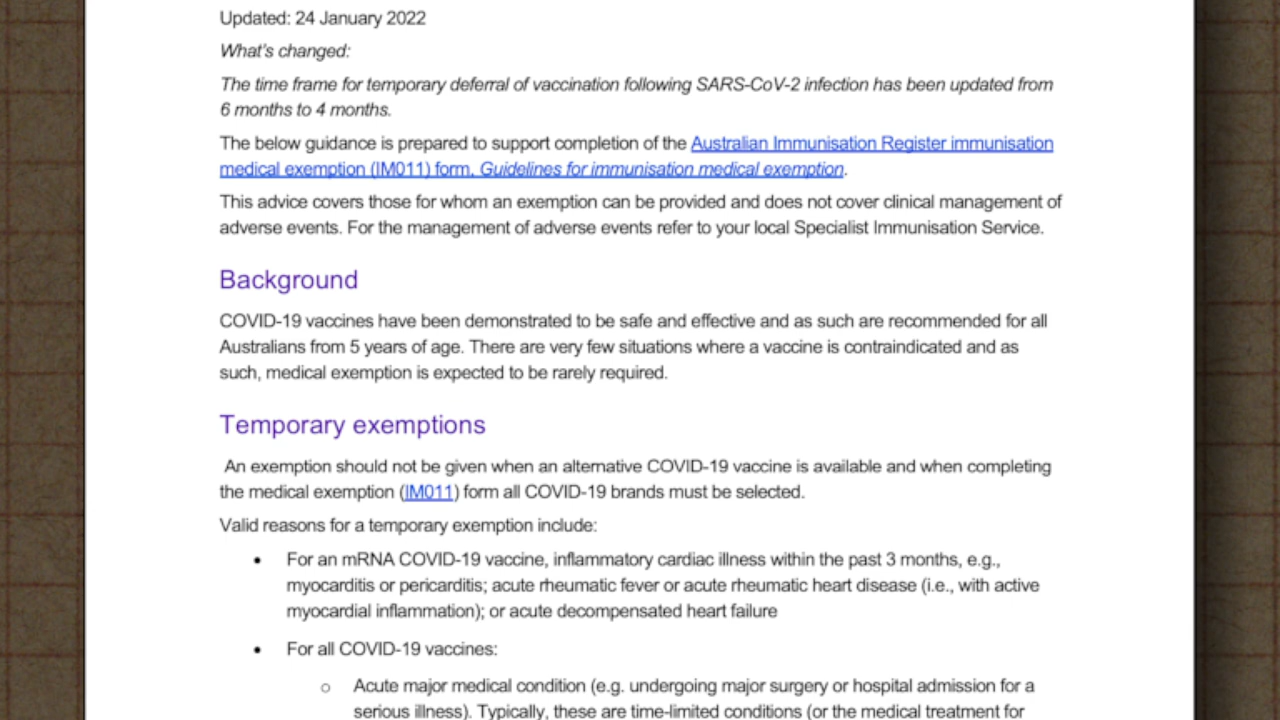 Updated: 24 January 2022
What's changed:
The time frame for temporary deferral of vaccination following SARS-CoV-2 infection has been updated from
6 months to 4 months.
The below guidance is prepared to support completion of the Australian Immunisation Register immunisation
medical exemption (IM011) form, Guidelines for immunisation medical exemption.
This advice covers those for whom an exemption can be provided and does not cover clinical management of
adverse events. For the management of adverse events refer to your local Specialist Immunisation Service.
Background
COVID-19 vaccines have been demonstrated to be safe and effective and as such are recommended for all
Australians from 5 years of age. There are very few situations where a vaccine is contraindicated and as
such, medical exemption is expected to be rarely required.
Temporary exemptions
An exemption should not be given when an alternative COVID-19 vaccine is available and when completing
the medical exemption (IM011) form all COVID-19 brands must be selected.
Valid reasons for a temporary exemption include:
• For an mRNA COVID-19 vaccine, inflammatory cardiac illness within the past 3 months, e.g.,
myocarditis or pericarditis; acute rheumatic fever or acute rheumatic heart disease (i.e., with active
myocardial inflammation); or acute decompensated heart failure
• For all COVID-19 vaccines:
○ Acute major medical condition (e.g. undergoing major surgery or hospital admission for a
serious illness). Typically, these are time-limited conditions (or the medical treatment for